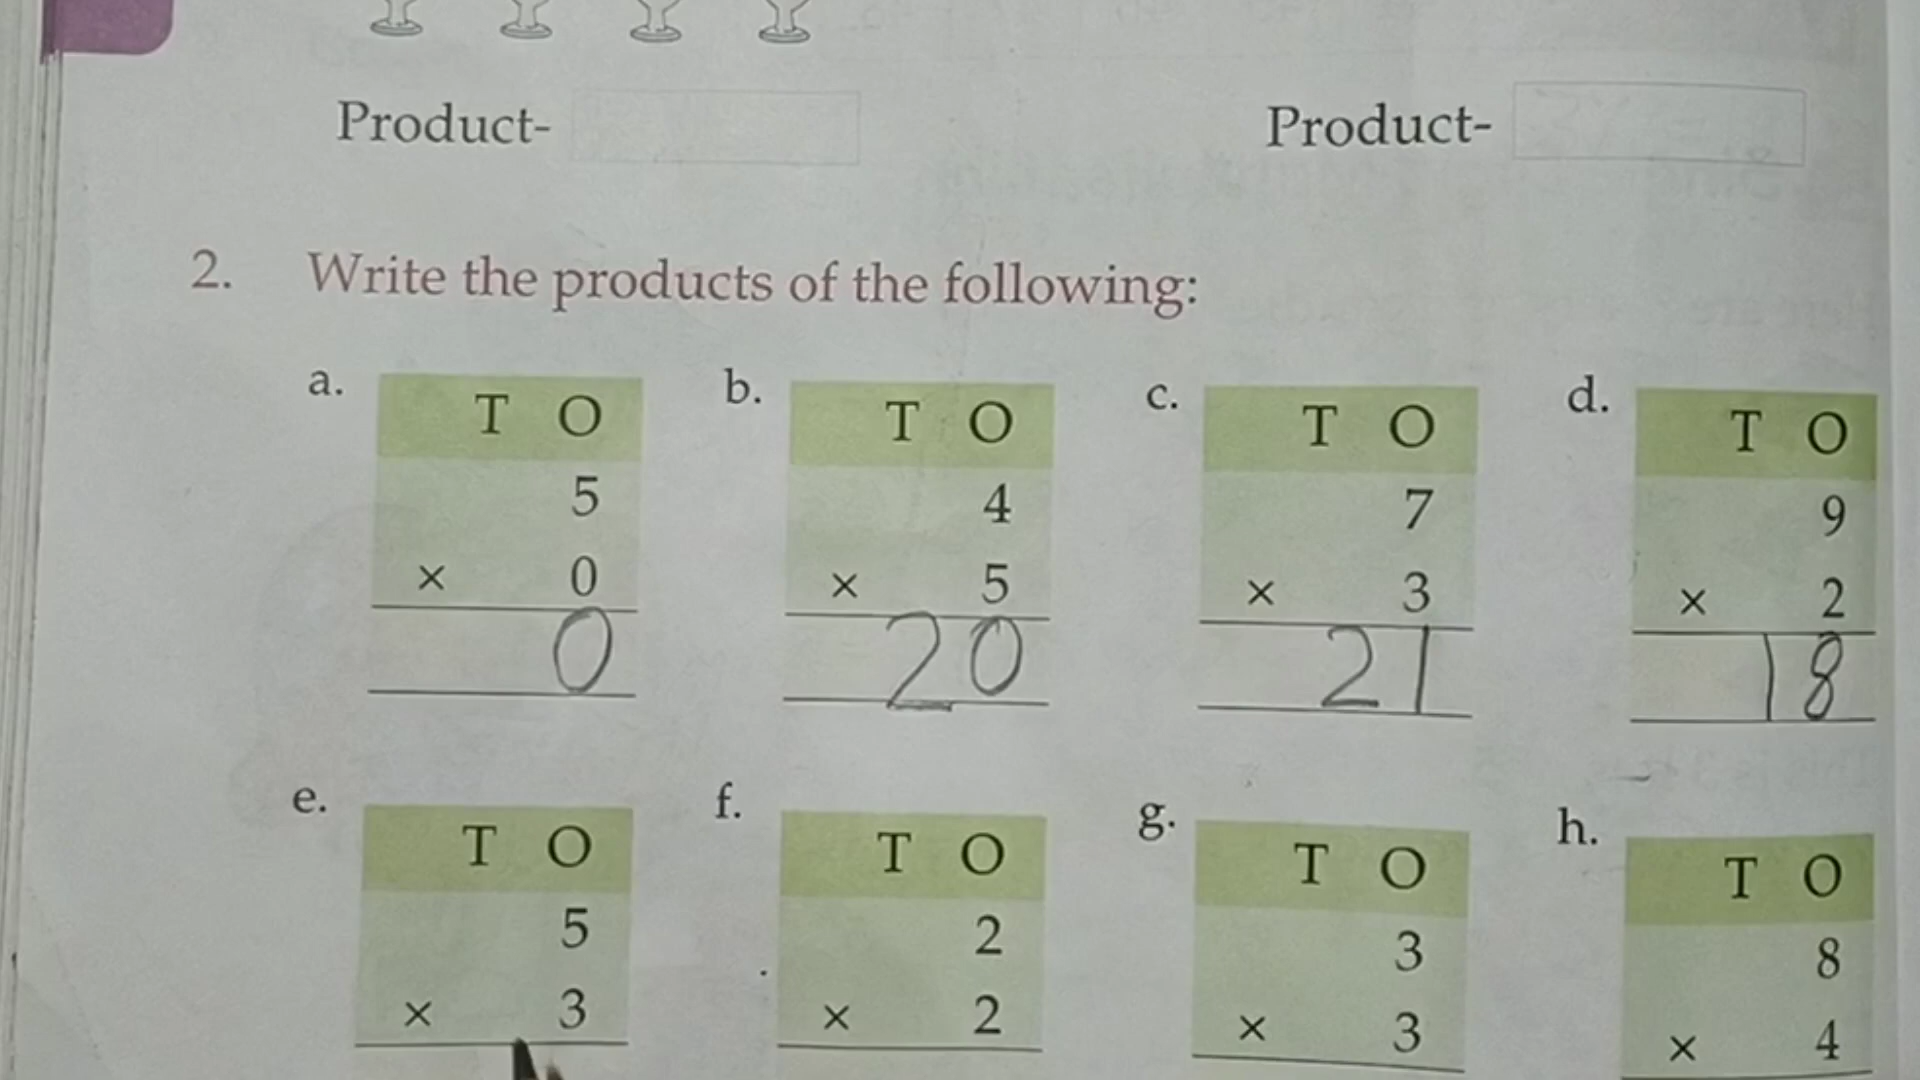 Product-
Product-
2. Write the products of the following:
a. b. c. d.
T O T O T O T O
5 4 7 9
× 0 × 5 × 3 × 2
0 20 21 18
e. f. g. h.
T O T O T O T O
5 2 3 8
× 3 × 2 × 3 × 4